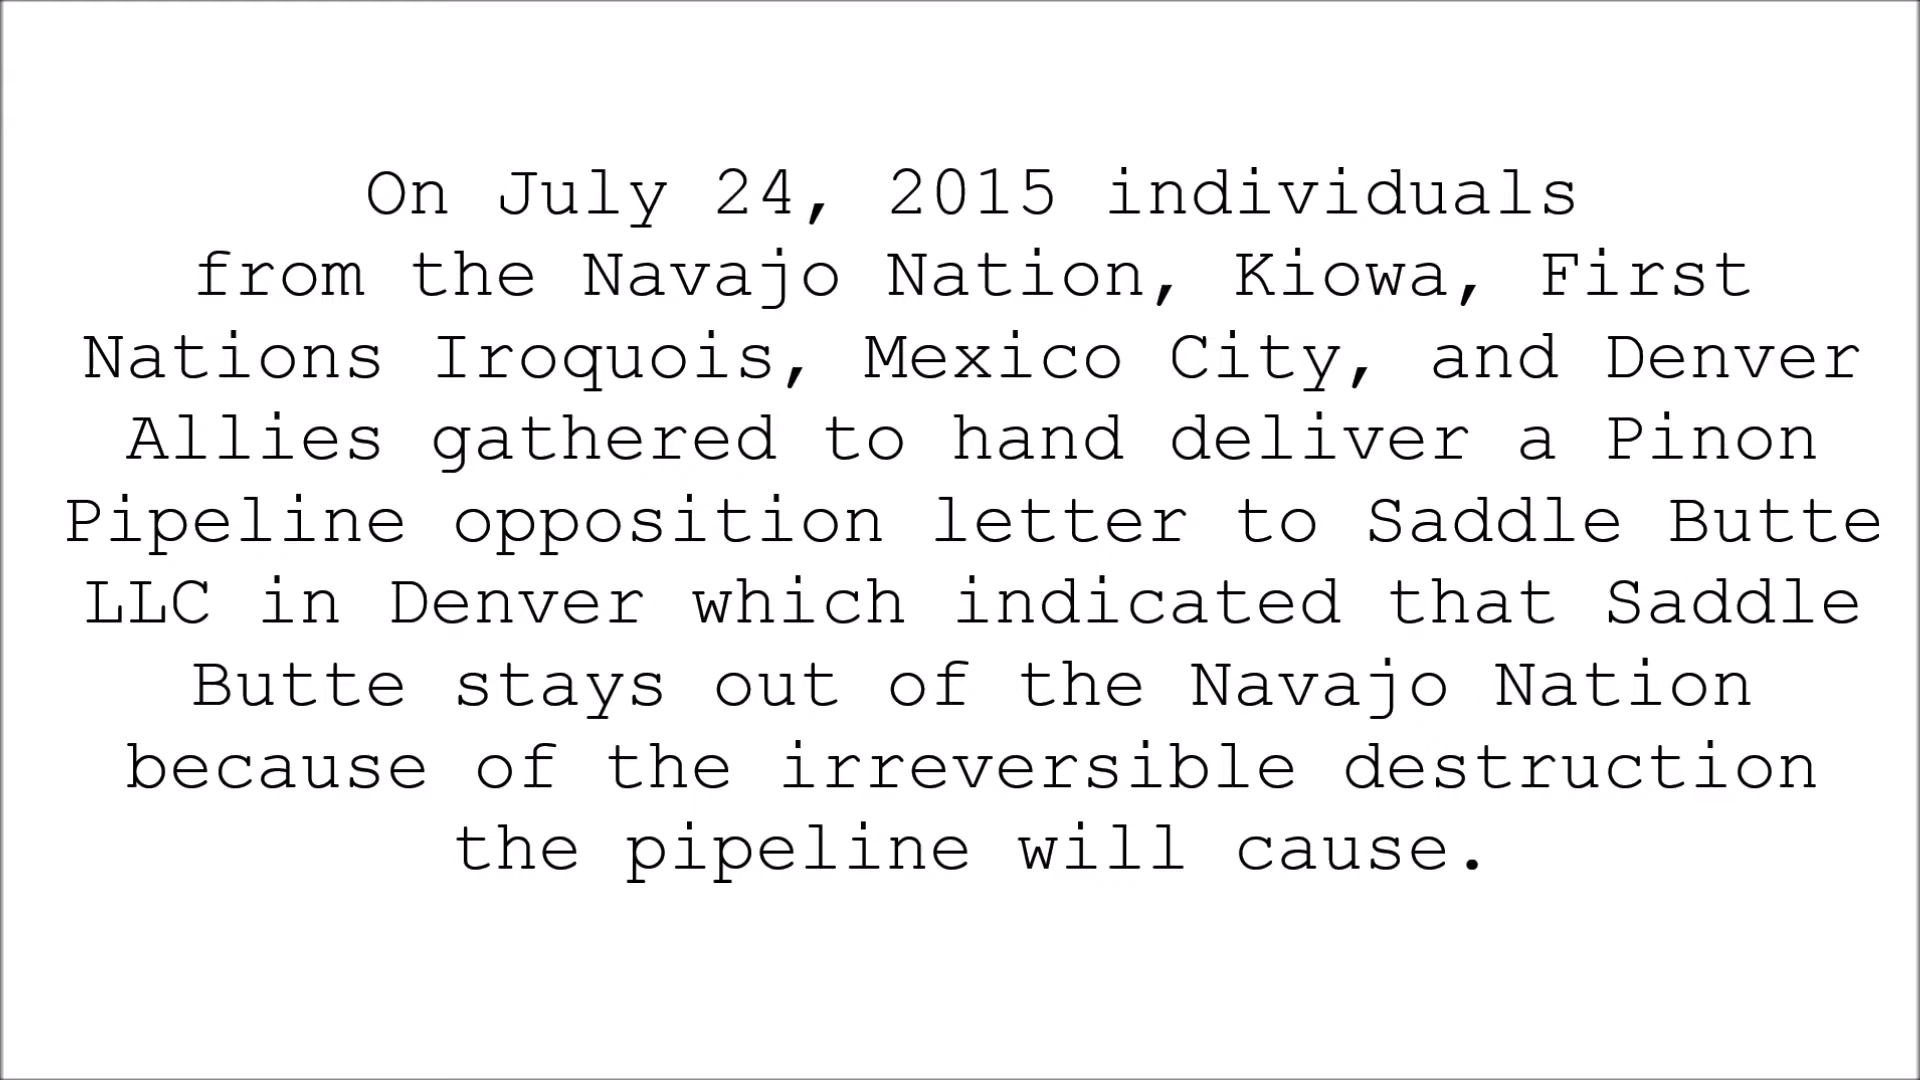 On July 24, 2015 individuals
from the Navajo Nation, Kiowa, First
Nations Iroquois, Mexico City, and Denver
Allies gathered to hand deliver a Pinon
Pipeline opposition letter to Saddle Butte
LLC in Denver which indicated that Saddle
Butte stays out of the Navajo Nation
because of the irreversible destruction
the pipeline will cause.